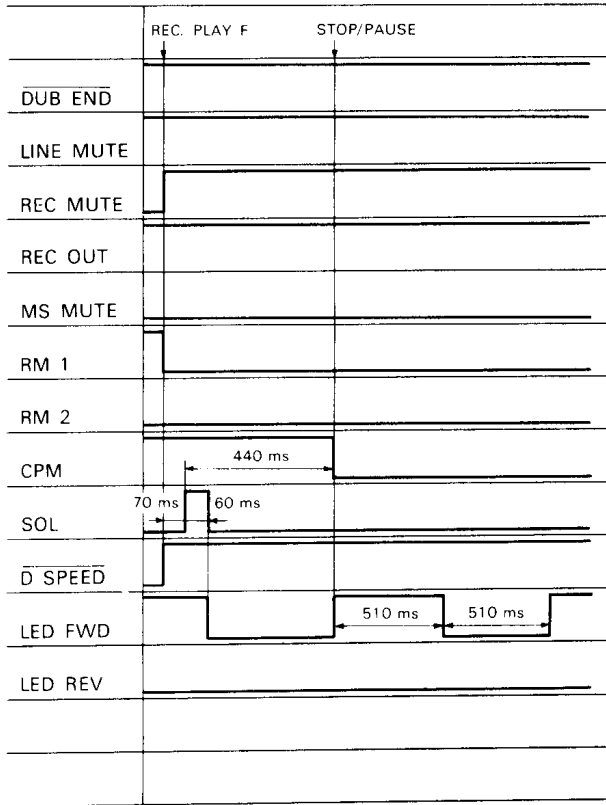 REC. PLAY F STOP/PAUSE
DUB END
LINE MUTE
REC MUTE
REC OUT
MS MUTE
RM 1
RM 2
440 ms
CPM
70 ms 60 ms
SOL
D SPEED
510 ms 510 ms
LED FWD
LED REV